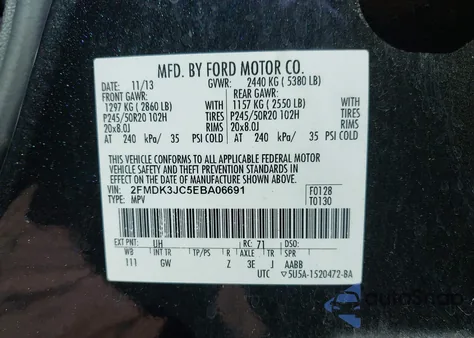 MFD. BY FORD MOTOR CO.
DATE: 11/13 GVWR: 2440 KG ( 5380 LB)
FRONT GAWR: REAR GAWR:
1297 KG ( 2860 LB) 1157 KG ( 2550 LB)
P245/50R20 102H TIRES P245/50R20 102H
20x8.0J RIMS 20x8.0J
AT 240 kPa/ 35 PSI COLD AT 240 kPa/ 35 PSI COLD
THIS VEHICLE CONFORMS TO ALL APPLICABLE FEDERAL MOTOR
VEHICLE SAFETY AND THEFT PREVENTION STANDARDS IN EFFECT
ON THE DATE OF MANUFACTURE SHOWN ABOVE.
VIN: 2FMDK3JC5EBA06691 F0128
TYPE: MPV T0130
EXT PNT: UH RC: 71 DSO:
WB INT TR TP/PS R AXLE TR SPR
111 GW Z 3E J AABB
UTC 5U5A-1520472-BA
autoSnap